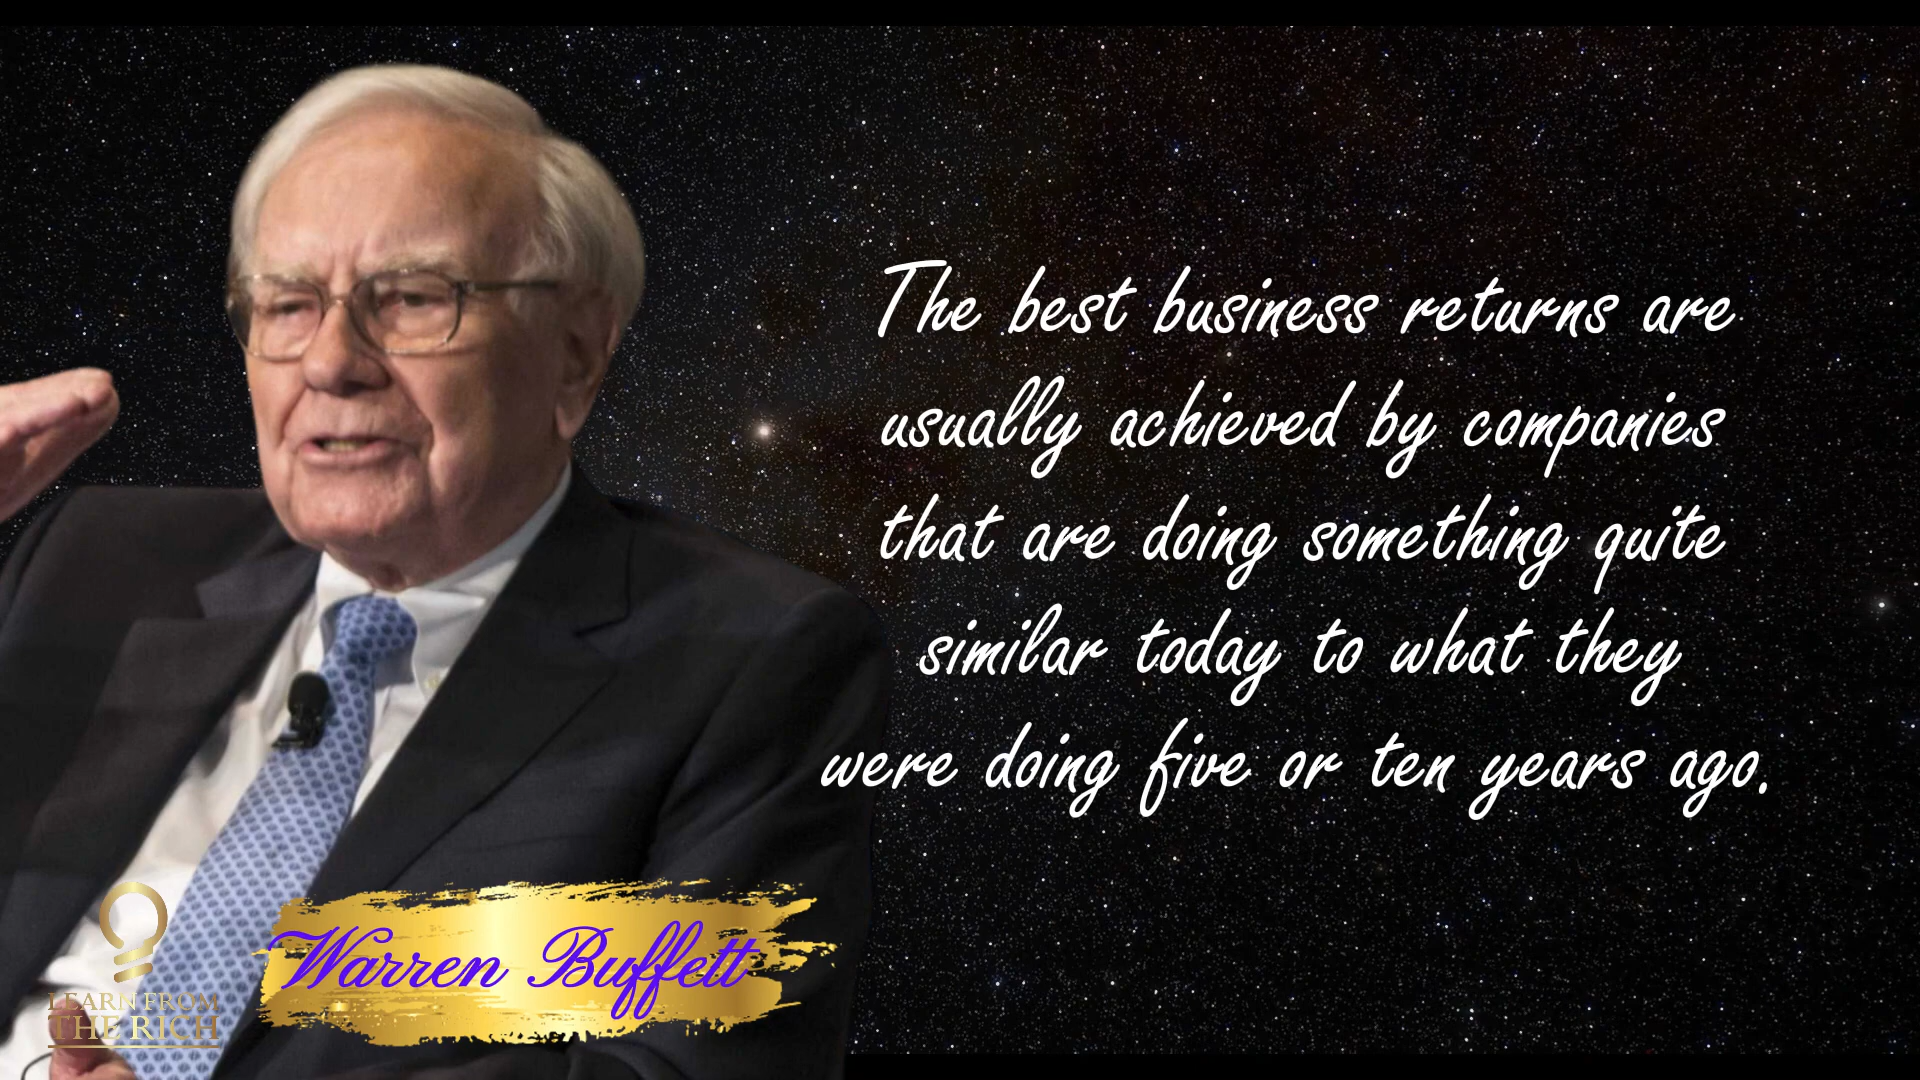 The best business returns are
usually achieved by companies
that are doing something quite
similar today to what they
were doing five or ten years ago.
Warren Buffett
LEARN FROM
THE RICH